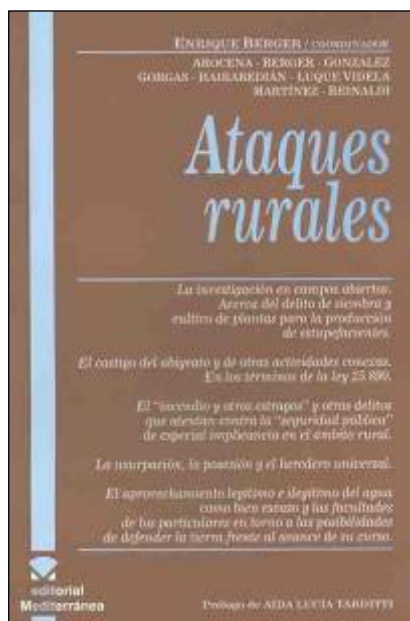 ENRIQUE BERGER / COORDINADOR
AROCENA - BERGER - GONZALEZ
GORGAS - HAIRABEDIÁN - LUQUE VIDELA
MARTÍNEZ - REINALDI
Ataques
rurales
La investigación en campos abiertos.
Acerca del delito de siembra y
cultivo de plantas para la producción
de estupefacientes.
El castigo del abigeato y de otras actividades conexas.
En los términos de la ley 25.890.
El "incendio y otros estragos" y otros delitos
que atentan contra la "seguridad pública"
de especial implicancia en el ámbito rural.
La usurpación, la posesión y el heredero universal.
El aprovechamiento legítimo e ilegítimo del agua
como bien escaso y las facultades
de los particulares en torno a las posibilidades
de defender la tierra frente al avance de su curso.
editorial
Mediterránea
Prólogo de AIDA LUCÍA TARDITTI